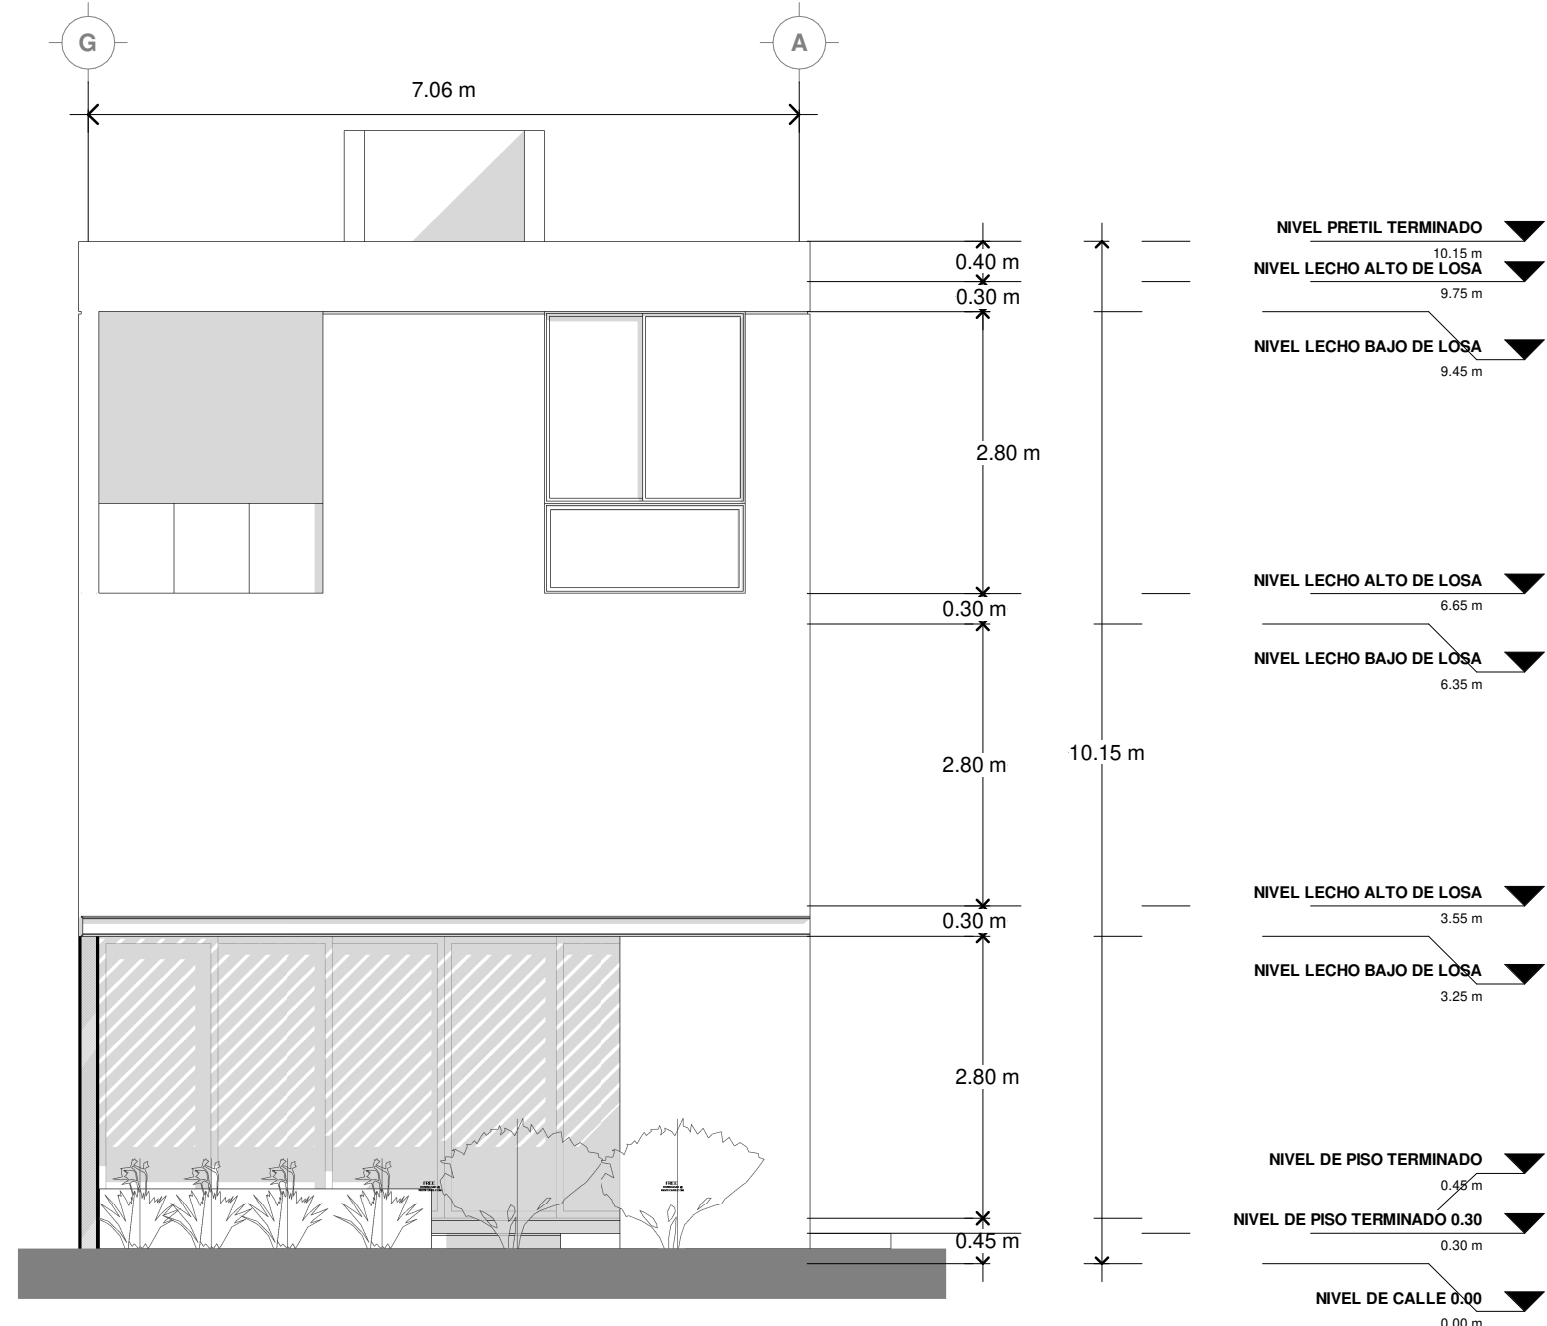 G
A
7.06 m
NIVEL PRETIL TERMINADO
10.15 m
0.40 m
NIVEL LECHO ALTO DE LOSA
9.75 m
0.30 m
NIVEL LECHO BAJO DE LOSA
9.45 m
2.80 m
NIVEL LECHO ALTO DE LOSA
6.65 m
0.30 m
NIVEL LECHO BAJO DE LOSA
6.35 m
10.15 m
2.80 m
NIVEL LECHO ALTO DE LOSA
3.55 m
0.30 m
NIVEL LECHO BAJO DE LOSA
3.25 m
2.80 m
NIVEL DE PISO TERMINADO
0.45 m
FREE
FREE
NIVEL DE PISO TERMINADO 0.30
0.30 m
0.45 m
NIVEL DE CALLE 0.00
0.00 m